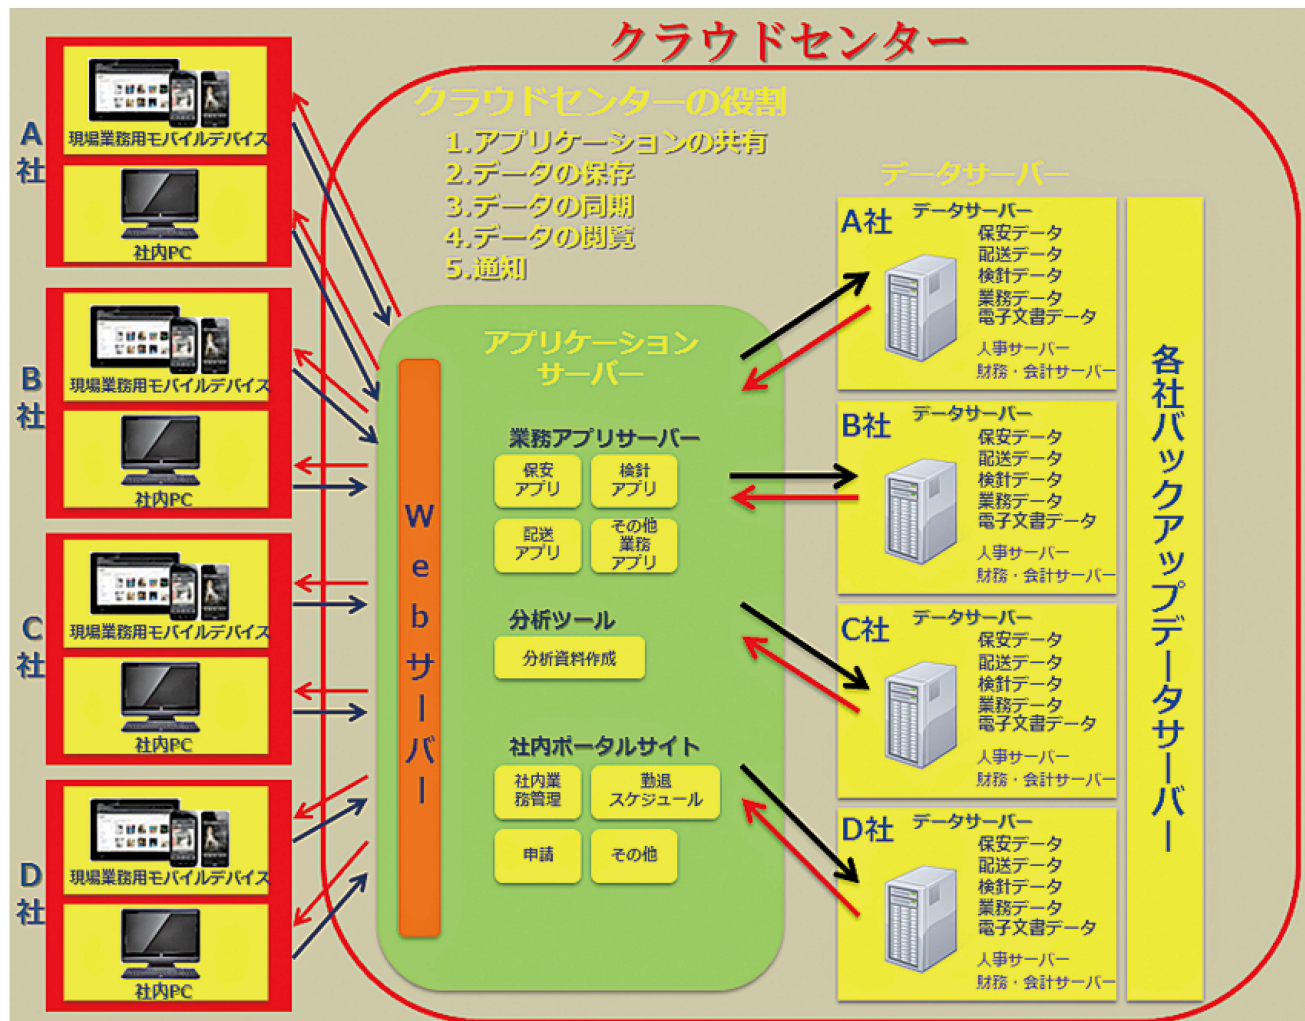 クラウドセンター
クラウドセンターの役割
1.アプリケーションの共有
2.データの保存
3.データの同期
4.データの閲覧
5.通知
A社
現場業務用モバイルデバイス
社内PC
B社
現場業務用モバイルデバイス
社内PC
C社
現場業務用モバイルデバイス
社内PC
D社
現場業務用モバイルデバイス
社内PC
Webサーバー
アプリケーション
サーバー
業務アプリサーバー
保安
アプリ
検針
アプリ
配送
アプリ
その他
業務
アプリ
分析ツール
分析資料作成
社内ポータルサイト
社内業
務管理
勤退
スケジュール
申請
その他
データサーバー
A社
データサーバー
保安データ
配送データ
検針データ
業務データ
電子文書データ
人事サーバー
財務・会計サーバー
B社
データサーバー
保安データ
配送データ
検針データ
業務データ
電子文書データ
人事サーバー
財務・会計サーバー
C社
データサーバー
保安データ
配送データ
検針データ
業務データ
電子文書データ
人事サーバー
財務・会計サーバー
D社
データサーバー
保安データ
配送データ
検針データ
業務データ
電子文書データ
人事サーバー
財務・会計サーバー
各社バックアップデータサーバー